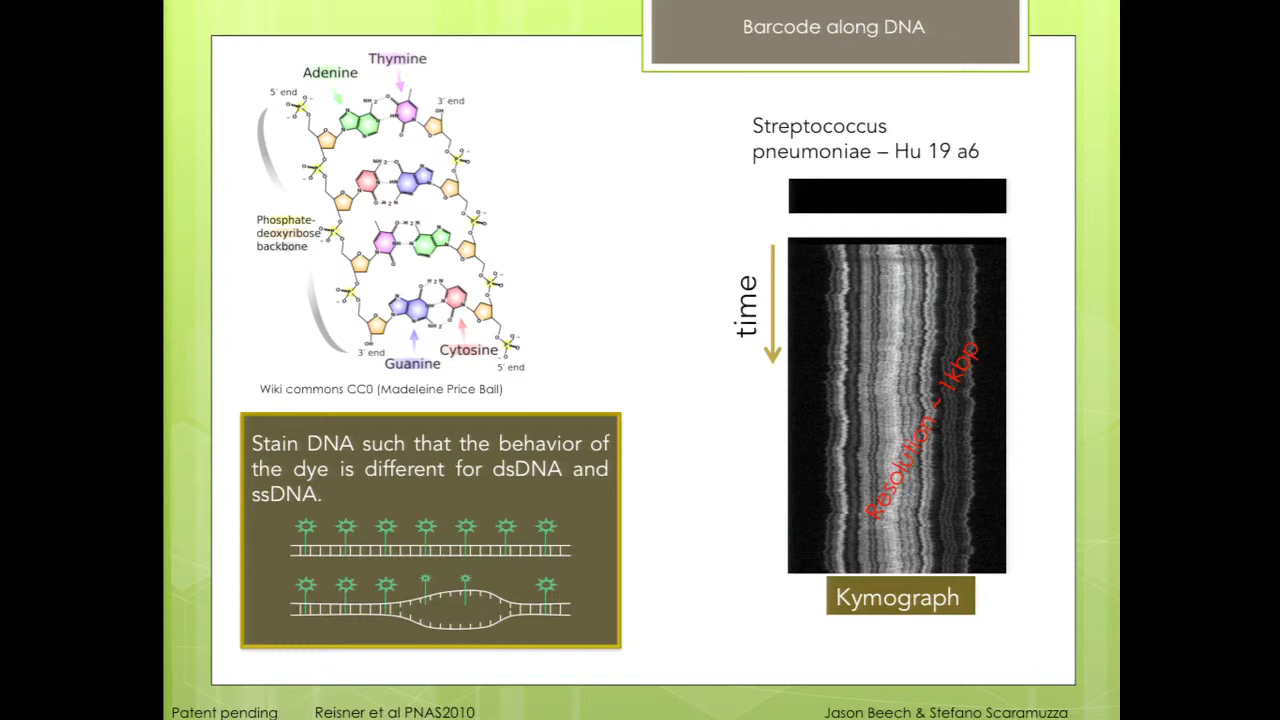 Barcode along DNA
Thymine
Adenine
5′ end
3′ end
Phosphate-
deoxyribose
backbone
3′ end
Cytosine
Guanine
5′ end
Wiki commons CC0 (Madeleine Price Ball)
Stain DNA such that the behavior of
the dye is different for dsDNA and
ssDNA.
Streptococcus
pneumoniae – Hu 19 a6
time
Resolution ~ 1kbp
Kymograph
Patent pending
Reisner et al PNAS2010
Jason Beech & Stefano Scaramuzza